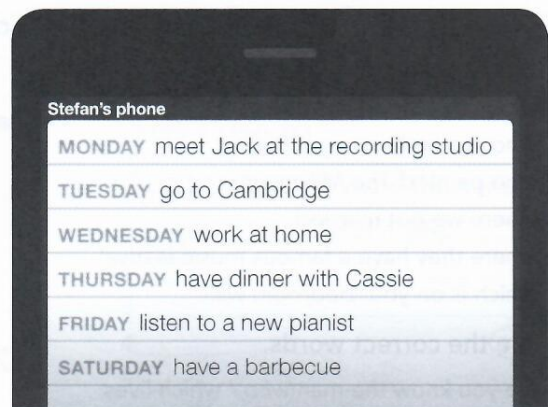 Stefan's phone
MONDAY meet Jack at the recording studio
TUESDAY go to Cambridge
WEDNESDAY work at home
THURSDAY have dinner with Cassie
FRIDAY listen to a new pianist
SATURDAY have a barbecue